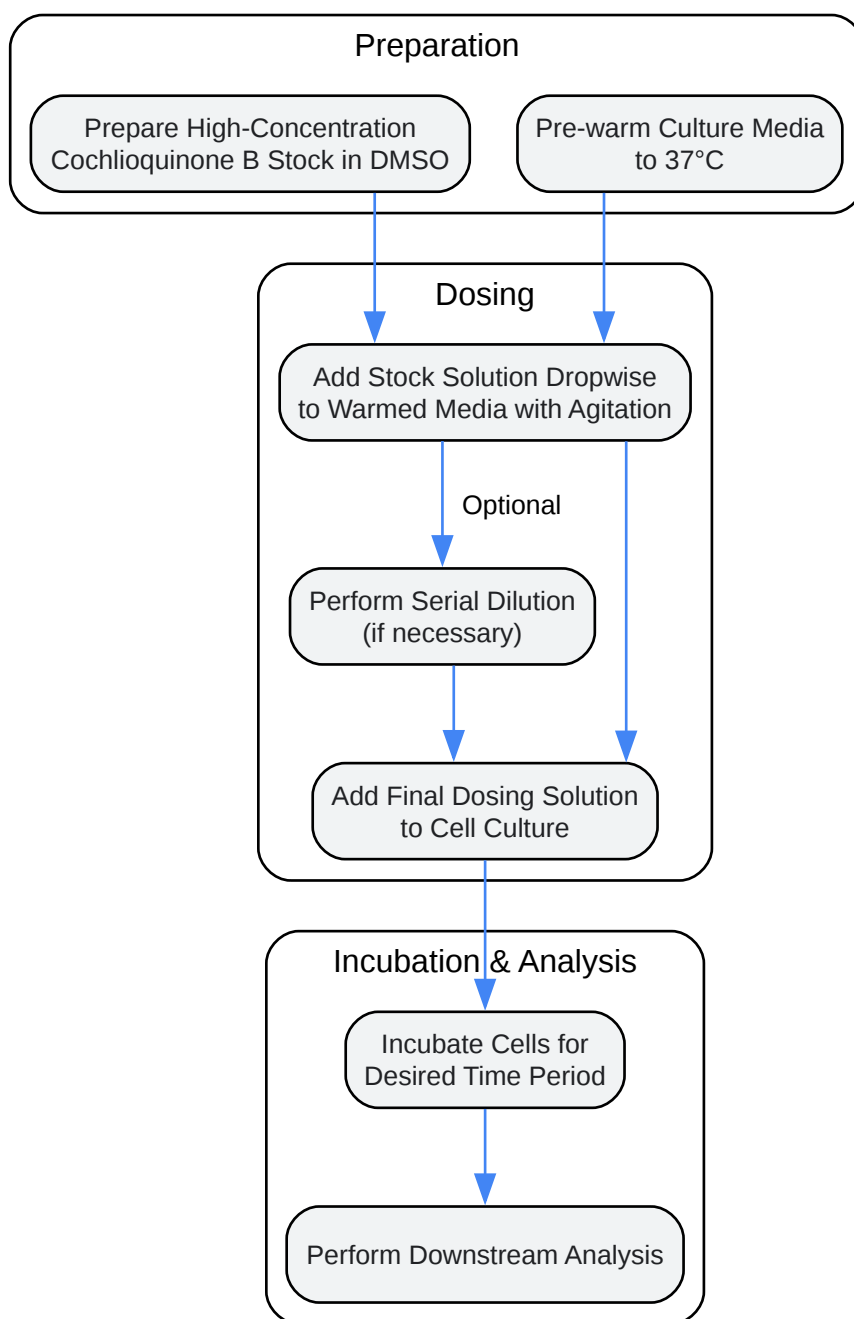 Preparation
Prepare High-Concentration
Cochlioquinone B Stock in DMSO
Pre-warm Culture Media
to 37°C
Dosing
Add Stock Solution Dropwise
to Warmed Media with Agitation
Optional
Perform Serial Dilution
(if necessary)
Add Final Dosing Solution
to Cell Culture
Incubation & Analysis
Incubate Cells for
Desired Time Period
Perform Downstream Analysis